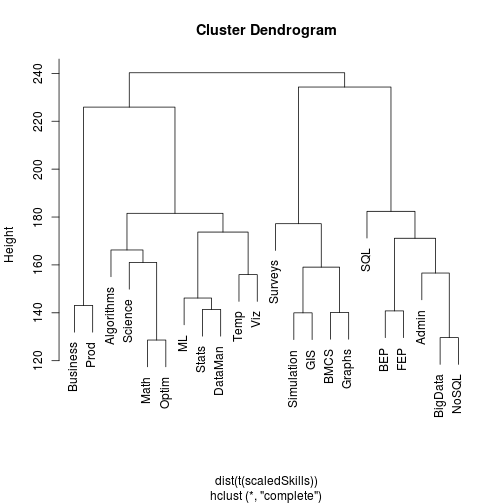 Cluster Dendrogram
Height
240
220
200
180
160
140
120
Business
Prod
Algorithms
Science
Math
Optim
ML
Stats
DataMan
Temp
Viz
Surveys
Simulation
GIS
BMCS
Graphs
SQL
BEP
FEP
Admin
BigData
NoSQL
dist(t(scaledSkills))
hclust (*, "complete")